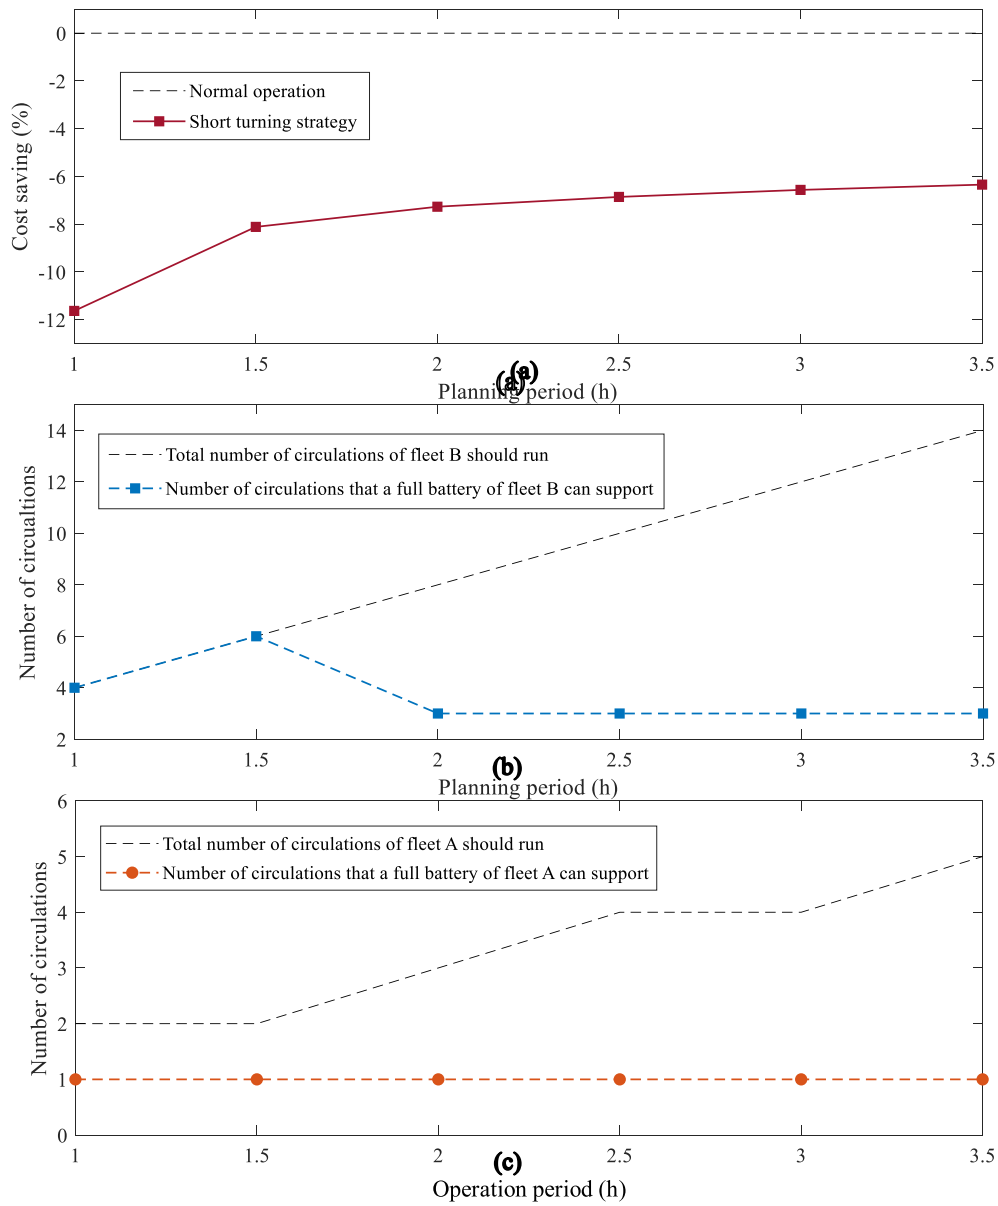 0
-2
-4
-6
-8
-10
-12
Cost saving (%)
Normal operation
Short turning strategy
1 1.5 2 2.5 3 3.5
(a)
(a)
Planning period (h)
14
12
10
8
6
4
2
Number of circualtions
Total number of circulations of fleet B should run
Number of circulations that a full battery of fleet B can support
1 1.5 2 2.5 3 3.5
(b)
Planning period (h)
6
5
4
3
2
1
0
Number of circulations
Total number of circulations of fleet A should run
Number of circulations that a full battery of fleet A can support
1 1.5 2 2.5 3 3.5
(c)
Operation period (h)